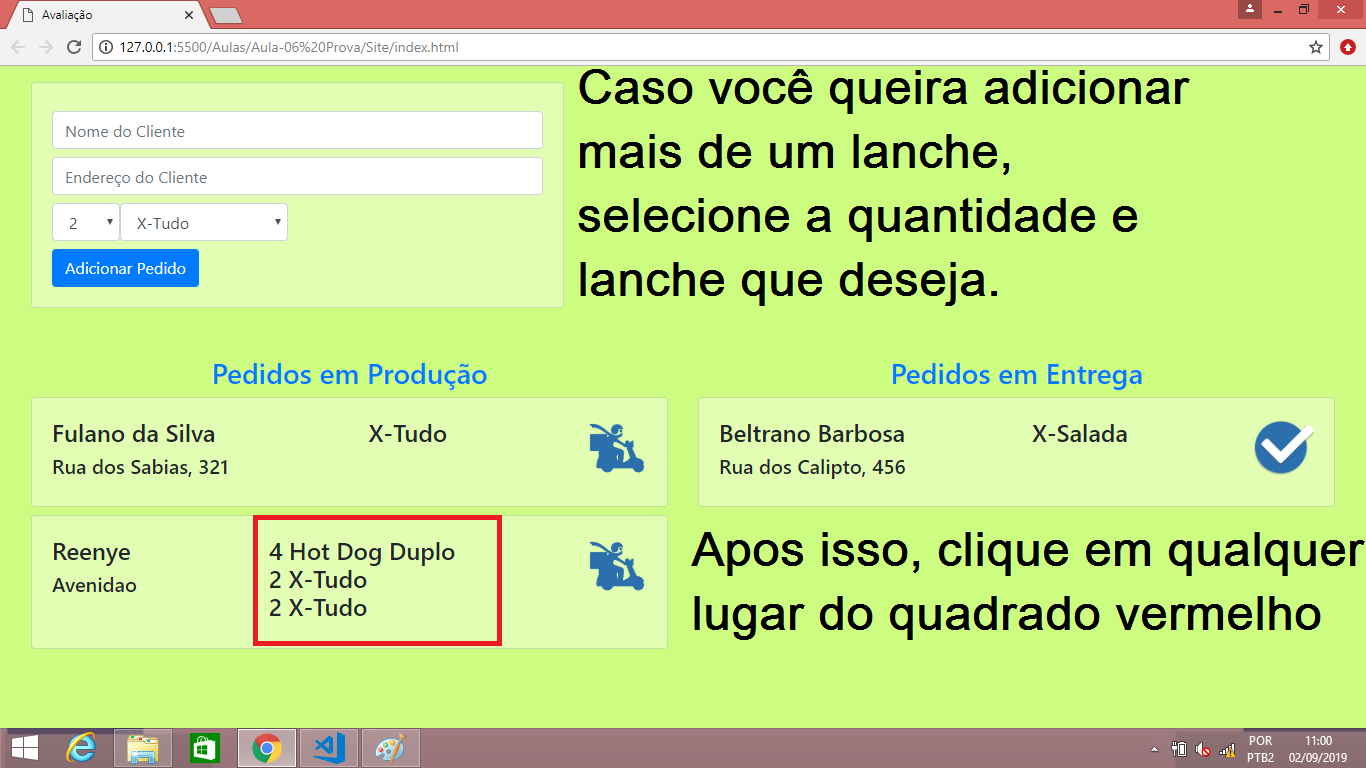 Avaliação
127.0.0.1:5500/Aulas/Aula-06%20Prova/Site/index.html
Nome do Cliente
Endereço do Cliente
2 X-Tudo
Adicionar Pedido
Caso você queira adicionar
mais de um lanche,
selecione a quantidade e
lanche que deseja.
Pedidos em Produção
Fulano da Silva X-Tudo
Rua dos Sabias, 321
Reenye
Avenidao
4 Hot Dog Duplo
2 X-Tudo
2 X-Tudo
Pedidos em Entrega
Beltrano Barbosa X-Salada
Rua dos Calipto, 456
Apos isso, clique em qualquer
lugar do quadrado vermelho
POR
PTB2
11:00
02/09/2019